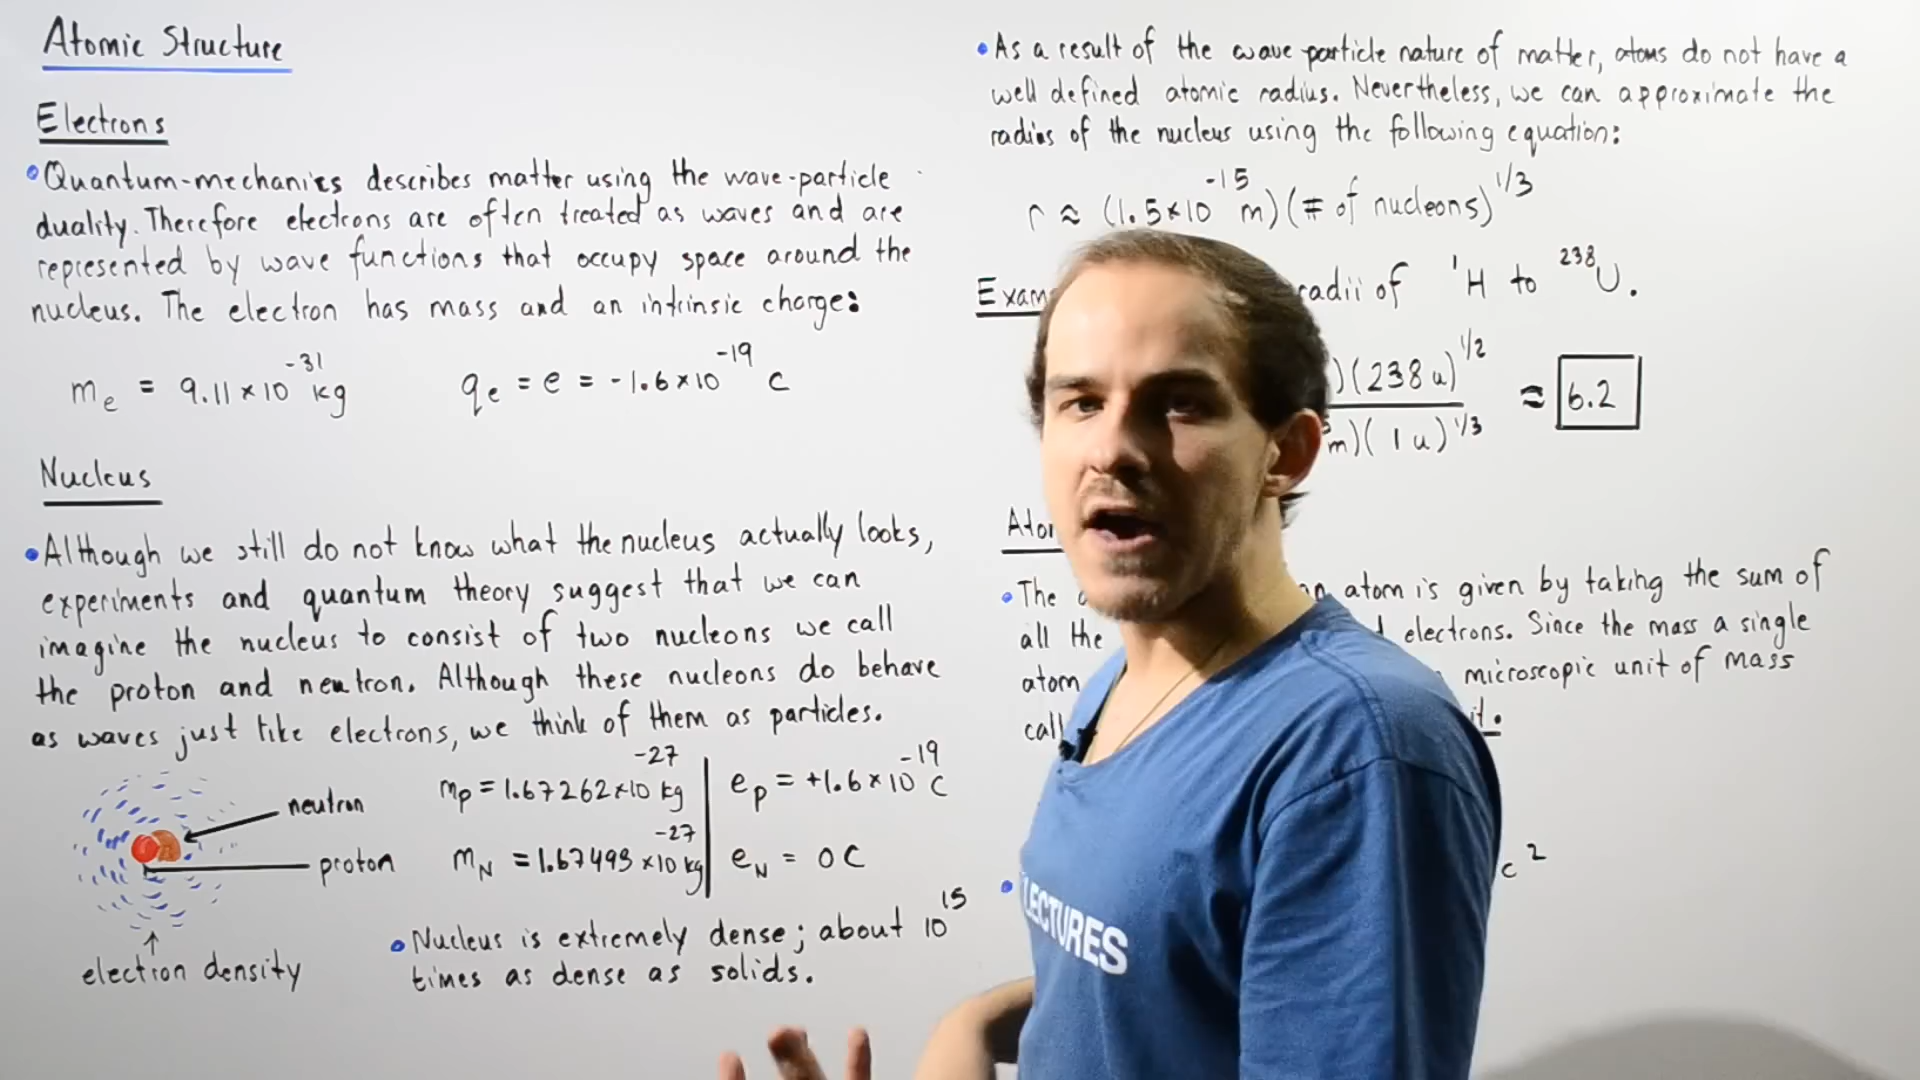 Atomic Structure
Electrons
•Quantum-mechanics describes matter using the wave-particle
duality. Therefore electrons are often treated as waves and are
represented by wave functions that occupy space around the
nucleus. The electron has mass and an intrinsic charge:
mₑ = 9.11×10⁻³¹ kg qₑ = e = -1.6×10⁻¹⁹ C
Nucleus
•Although we still do not know what the nucleus actually looks,
experiments and quantum theory suggest that we can
imagine the nucleus to consist of two nucleons we call
the proton and neutron. Although these nucleons do behave
as waves just like electrons, we think of them as particles.
mp = 1.67262×10⁻²⁷ kg eₚ = +1.6×10⁻¹⁹ C
neutron
proton
m_N = 1.67493×10⁻²⁷ kg e_N = 0C
electron density
•Nucleus is extremely dense; about 10¹⁵
times as dense as solids.
•As a result of the wave-particle nature of matter, atoms do not have a
well defined atomic radius. Nevertheless, we can approximate the
radius of the nucleus using the following equation:
r ≈ (1.5×10⁻¹⁵ m)(# of nucleons)^1/3
radii of ¹H to ²³⁸U.
)(238 u)^1/2
m)(1 u)^1/3
≈ 6.2
•The an atom is given by taking the sum of
all the electrons. Since the mass a single
atom microscopic unit of mass
c²
LECTURES